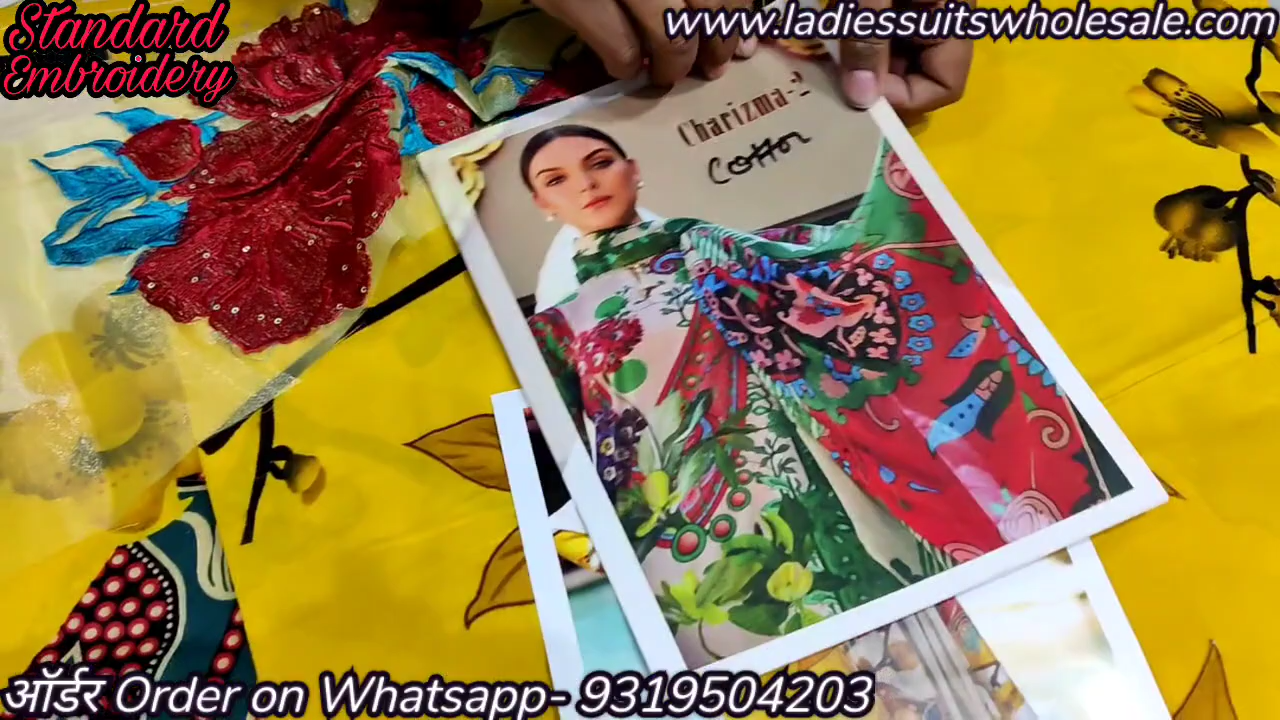 Standard
Embroidery
www.ladiessuitswholesale.com
Charizma-2
Cotton
ऑर्डर Order on Whatsapp- 9319504203